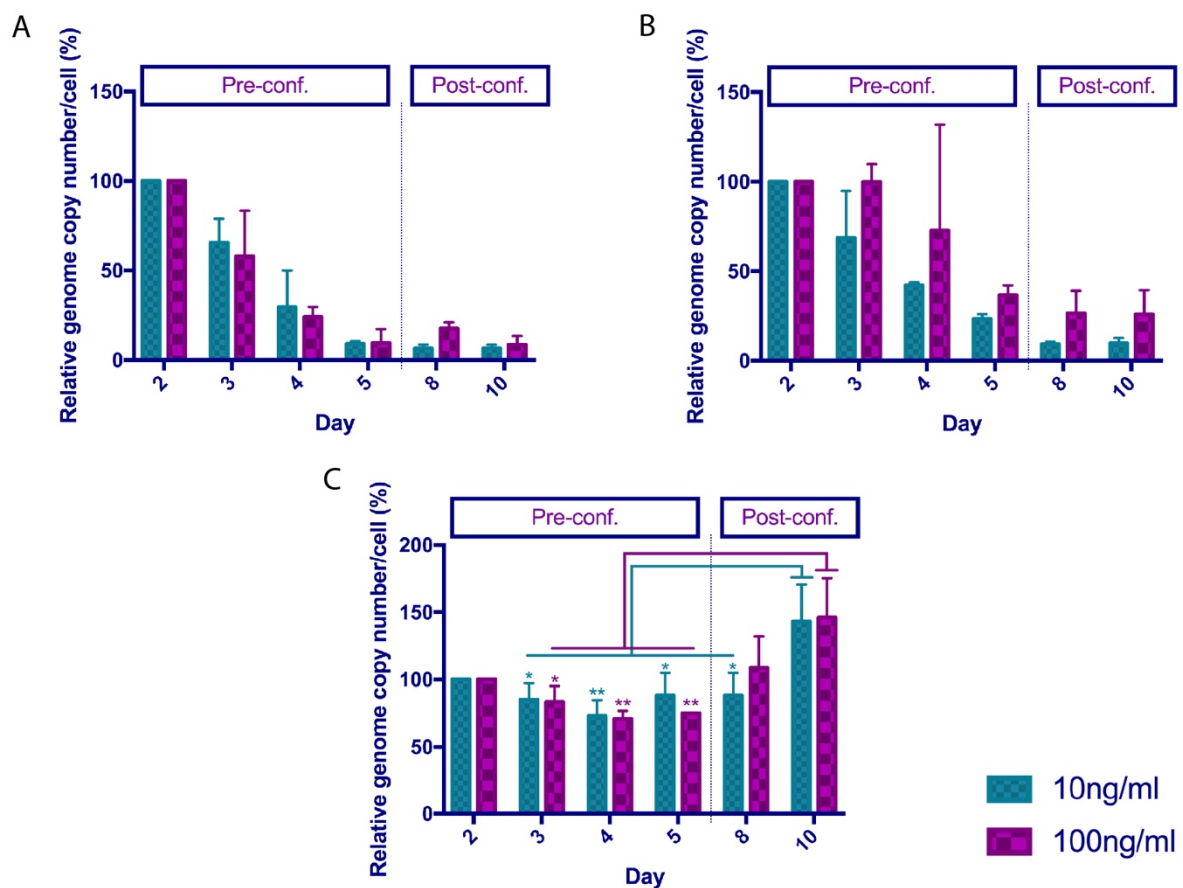 A
Pre-conf.
Post-conf.
Relative genome copy number/cell (%)
150
100
50
0
2
3
4
5
8
10
Day
B
Pre-conf.
Post-conf.
Relative genome copy number/cell (%)
150
100
50
0
2
3
4
5
8
10
Day
C
Pre-conf.
Post-conf.
Relative genome copy number/cell (%)
200
150
100
50
0
* * ** ** * ** *
2
3
4
5
8
10
Day
10ng/ml
100ng/ml